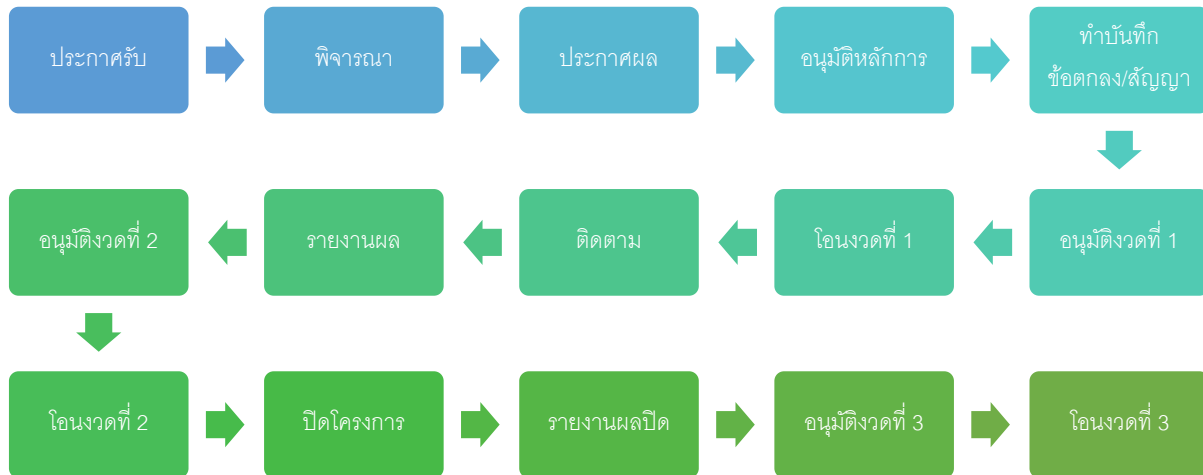 ประกาศรับ
พิจารณา
ประกาศผล
อนุมัติหลักการ
ทำบันทึก
ข้อตกลง/สัญญา
อนุมัติงวดที่ 1
โอนงวดที่ 1
ติดตาม
รายงานผล
อนุมัติงวดที่ 2
โอนงวดที่ 2
ปิดโครงการ
รายงานผลปิด
อนุมัติงวดที่ 3
โอนงวดที่ 3